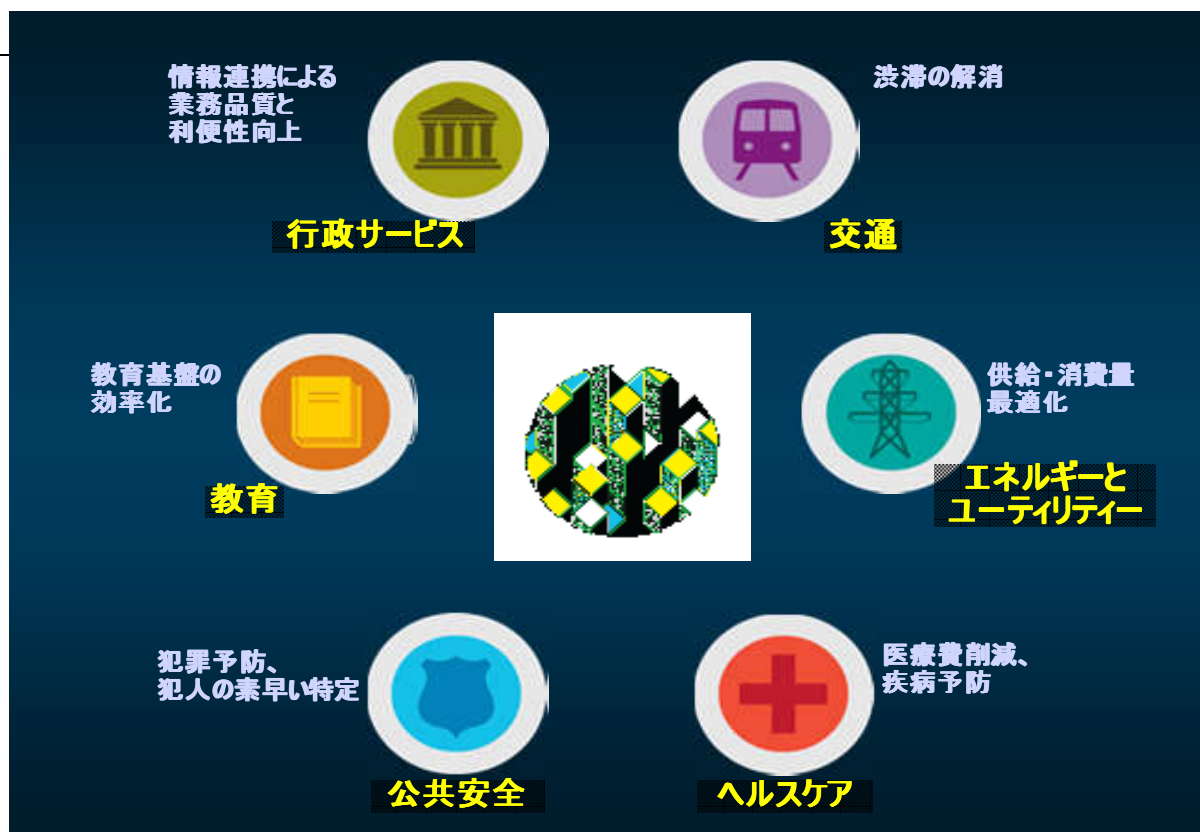 情報連携による
業務品質と
利便性向上
行政サービス
渋滞の解消
交通
教育基盤の
効率化
教育
供給・消費量
最適化
エネルギーと
ユーティリティー
犯罪予防、
犯人の素早い特定
公共安全
医療費削減、
疾病予防
ヘルスケア